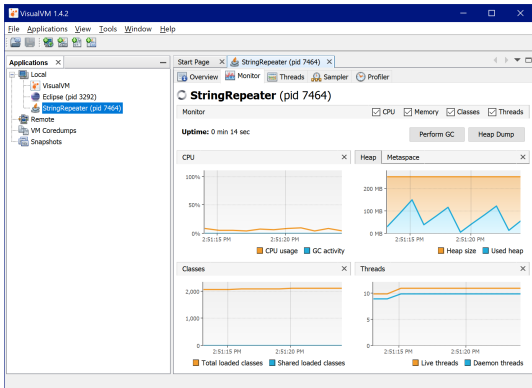 VisualVM 1.4.2
File Applications View Tools Window Help
Applications
Local
VisualVM
Eclipse (pid 3292)
StringRepeater (pid 7464)
Remote
VM Coredumps
Snapshots
Start Page StringRepeater (pid 7464)
Overview Monitor Threads Sampler Profiler
StringRepeater (pid 7464)
Monitor CPU Memory Classes Threads
Uptime: 0 min 14 sec Perform GC Heap Dump
CPU
100%
50%
0%
2:51:15 PM 2:51:20 PM
CPU usage GC activity
Heap Metaspace
200 MB
100 MB
0 MB
2:51:15 PM 2:51:20 PM
Heap size Used heap
Classes
2,000
1,000
0
2:51:15 PM 2:51:20 PM
Total loaded classes Shared loaded classes
Threads
10
5
0
2:51:15 PM 2:51:20 PM
Live threads Daemon threads